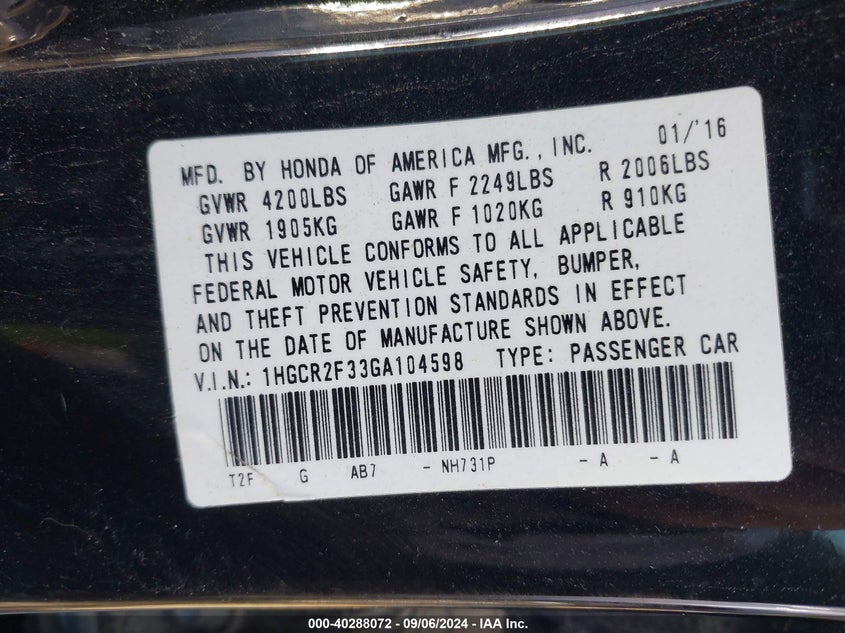 MFD. BY HONDA OF AMERICA MFG., INC. 01/'16
GVWR 4200LBS GAWR F 2249LBS R 2006LBS
GVWR 1905KG GAWR F 1020KG R 910KG
THIS VEHICLE CONFORMS TO ALL APPLICABLE
FEDERAL MOTOR VEHICLE SAFETY, BUMPER,
AND THEFT PREVENTION STANDARDS IN EFFECT
ON THE DATE OF MANUFACTURE SHOWN ABOVE.
V.I.N.: 1HGCR2F33GA104598 TYPE: PASSENGER CAR
T2F G AB7 - NH731P - A - A
000-40288072 - 09/06/2024 - IAA Inc.